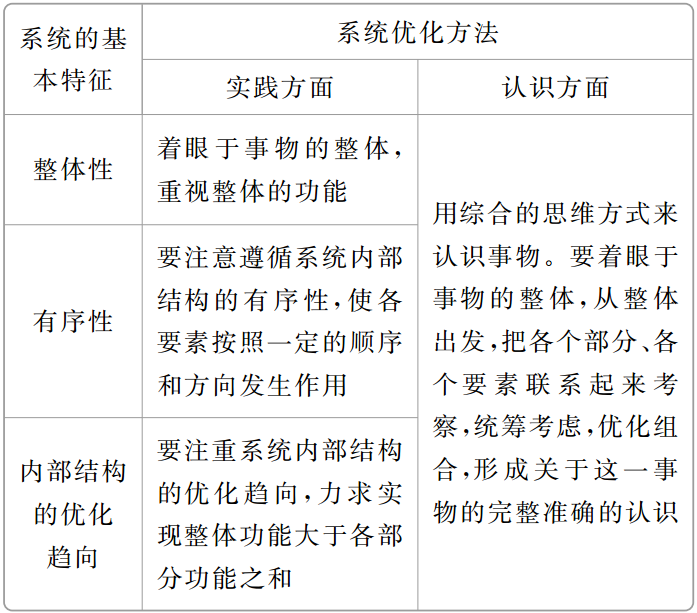 系统的基
本特征
系统优化方法
实践方面
认识方面
整体性
着眼于事物的整体，
重视整体的功能
有序性
要注意遵循系统内部
结构的有序性，使各
要素按照一定的顺序
和方向发生作用
内部结构
的优化
趋向
要注重系统内部结构
的优化趋向，力求实
现整体功能大于各部
分功能之和
用综合的思维方式来
认识事物。要着眼于
事物的整体，从整体
出发，把各个部分、各
个要素联系起来考
察，统筹考虑，优化组
合，形成关于这一事
物的完整准确的认识